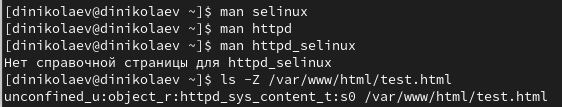 [dinikolaev@dinikolaev ~]$ man selinux
[dinikolaev@dinikolaev ~]$ man httpd
[dinikolaev@dinikolaev ~]$ man httpd_selinux
Нет справочной страницы для httpd_selinux
[dinikolaev@dinikolaev ~]$ ls -Z /var/www/html/test.html
unconfined_u:object_r:httpd_sys_content_t:s0 /var/www/html/test.html